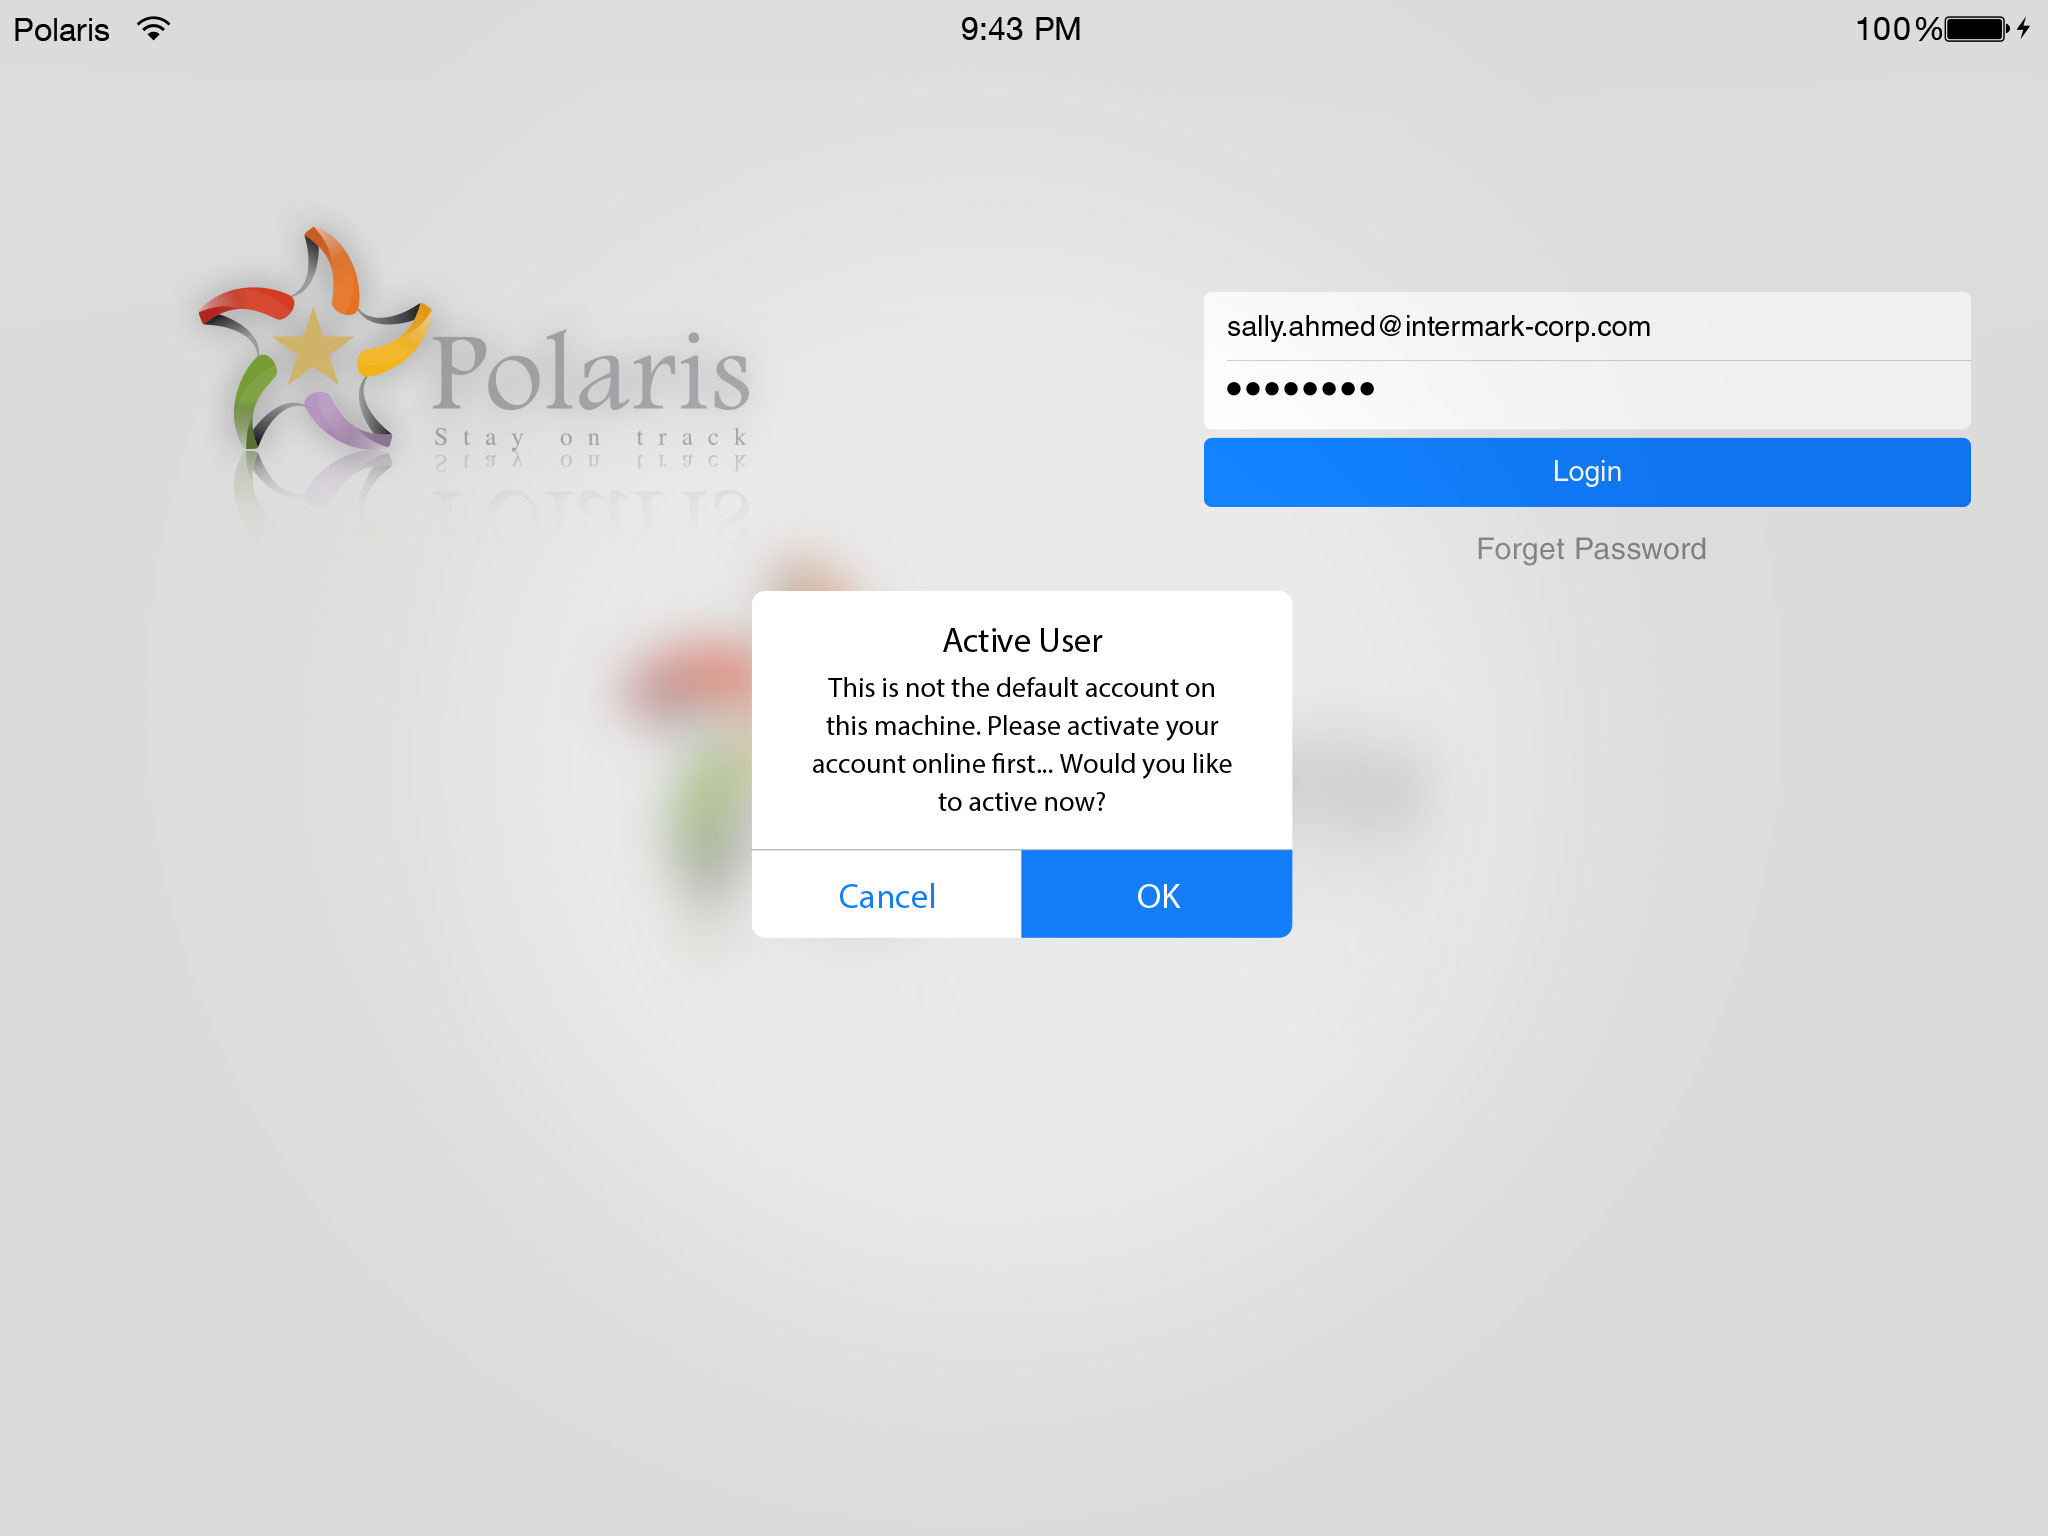 Polaris
9:43 PM
100%
Polaris
Stay on track
sally.ahmed@intermark-corp.com
Login
Forget Password
Active User
This is not the default account on
this machine. Please activate your
account online first... Would you like
to active now?
Cancel
OK